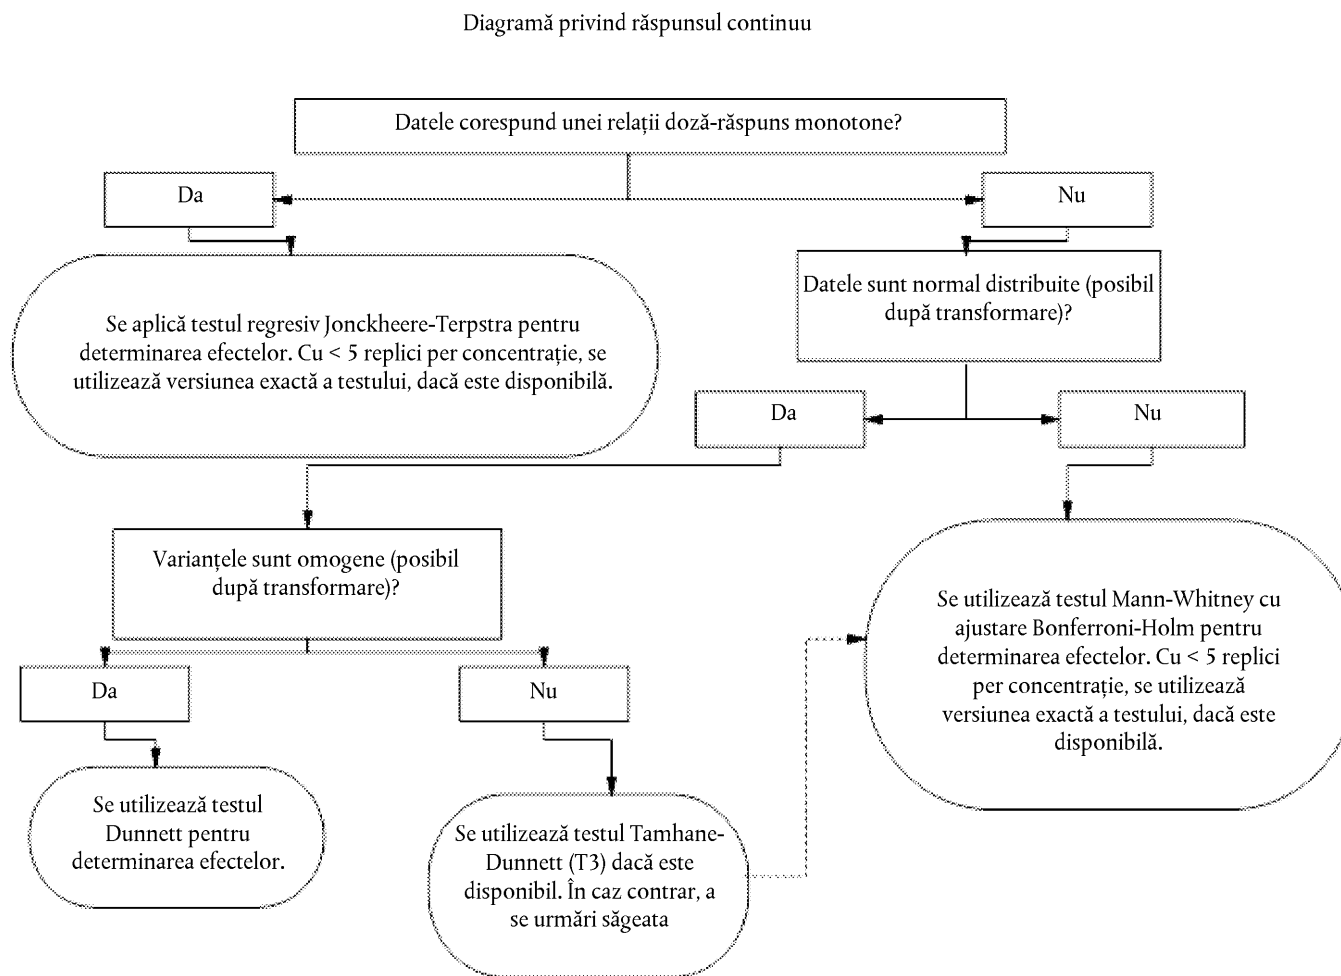 Diagramă privind răspunsul continuu
Datele corespund unei relații doză-răspuns monotone?
Da
Nu
Se aplică testul regresiv Jonckheere-Terpstra pentru
determinarea efectelor. Cu < 5 replici per concentrație, se
utilizează versiunea exactă a testului, dacă este disponibilă.
Datele sunt normal distribuite (posibil
după transformare)?
Da
Nu
Varianțele sunt omogene (posibil
după transformare)?
Se utilizează testul Mann-Whitney cu
ajustare Bonferroni-Holm pentru
determinarea efectelor. Cu < 5 replici
per concentrație, se utilizează
versiunea exactă a testului, dacă este
disponibilă.
Da
Nu
Se utilizează testul
Dunnett pentru
determinarea efectelor.
Se utilizează testul Tamhane-
Dunnett (T3) dacă este
disponibil. În caz contrar, a
se urmări săgeata